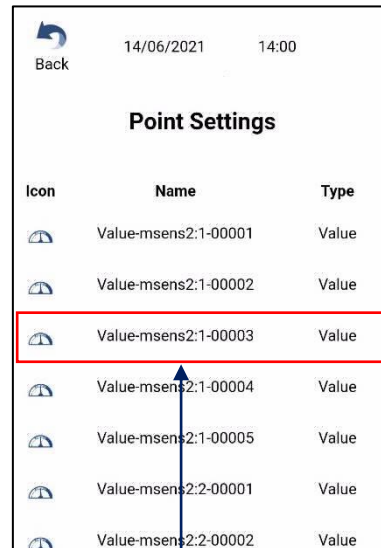 14/06/2021 14:00
Back
Point Settings
Icon Name Type
Value-msens2:1-00001 Value
Value-msens2:1-00002 Value
Value-msens2:1-00003 Value
Value-msens2:1-00004 Value
Value-msens2:1-00005 Value
Value-msens2:2-00001 Value
Value-msens2:2-00002 Value